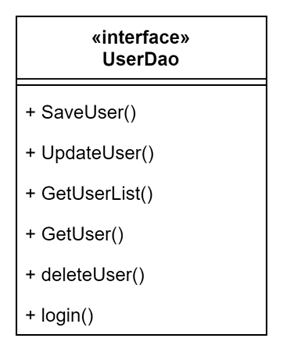 «interface»
UserDao
+ SaveUser()
+ UpdateUser()
+ GetUserList()
+ GetUser()
+ deleteUser()
+ login()